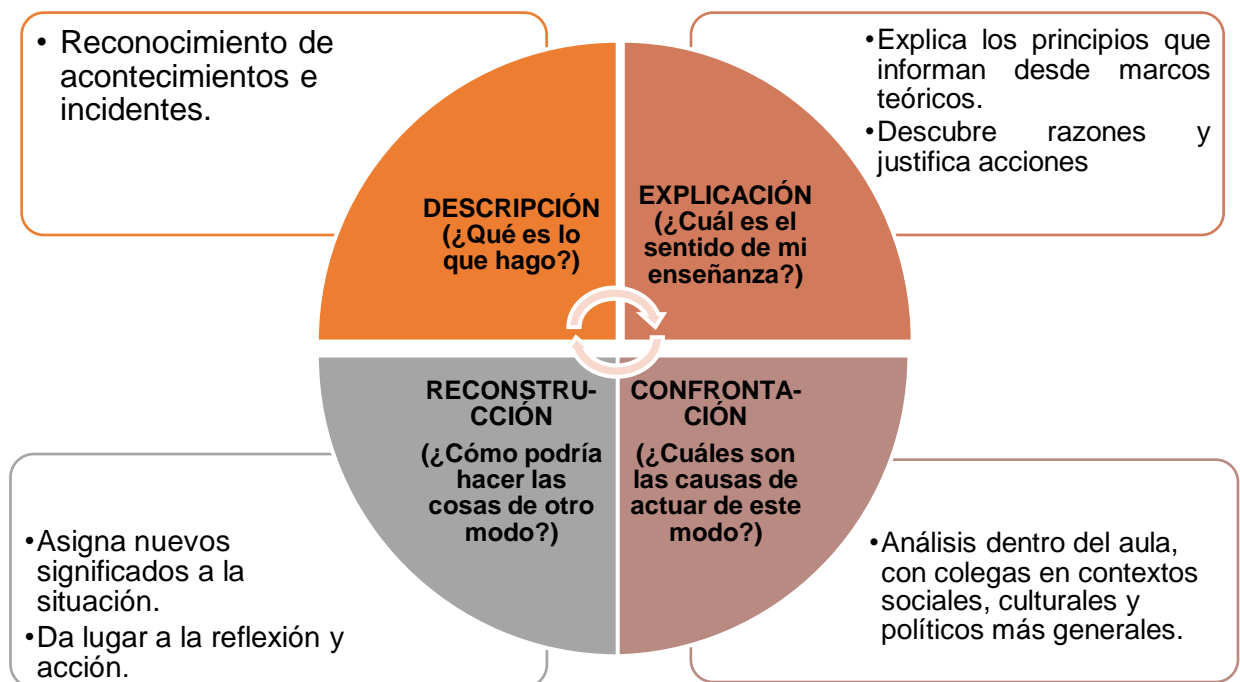 • Reconocimiento de
acontecimientos e
incidentes.
•Explica los principios que
informan desde marcos
teóricos.
•Descubre razones y
justifica acciones
DESCRIPCIÓN
(¿Qué es lo
que hago?)
EXPLICACIÓN
(¿Cuál es el
sentido de mi
enseñanza?)
RECONSTRU-
CCIÓN
(¿Cómo podría
hacer las
cosas de otro
modo?)
CONFRONTA-
CIÓN
(¿Cuáles son
las causas de
actuar de este
modo?)
•Asigna nuevos
significados a la
situación.
•Da lugar a la reflexión y
acción.
•Análisis dentro del aula,
con colegas en contextos
sociales, culturales y
políticos más generales.